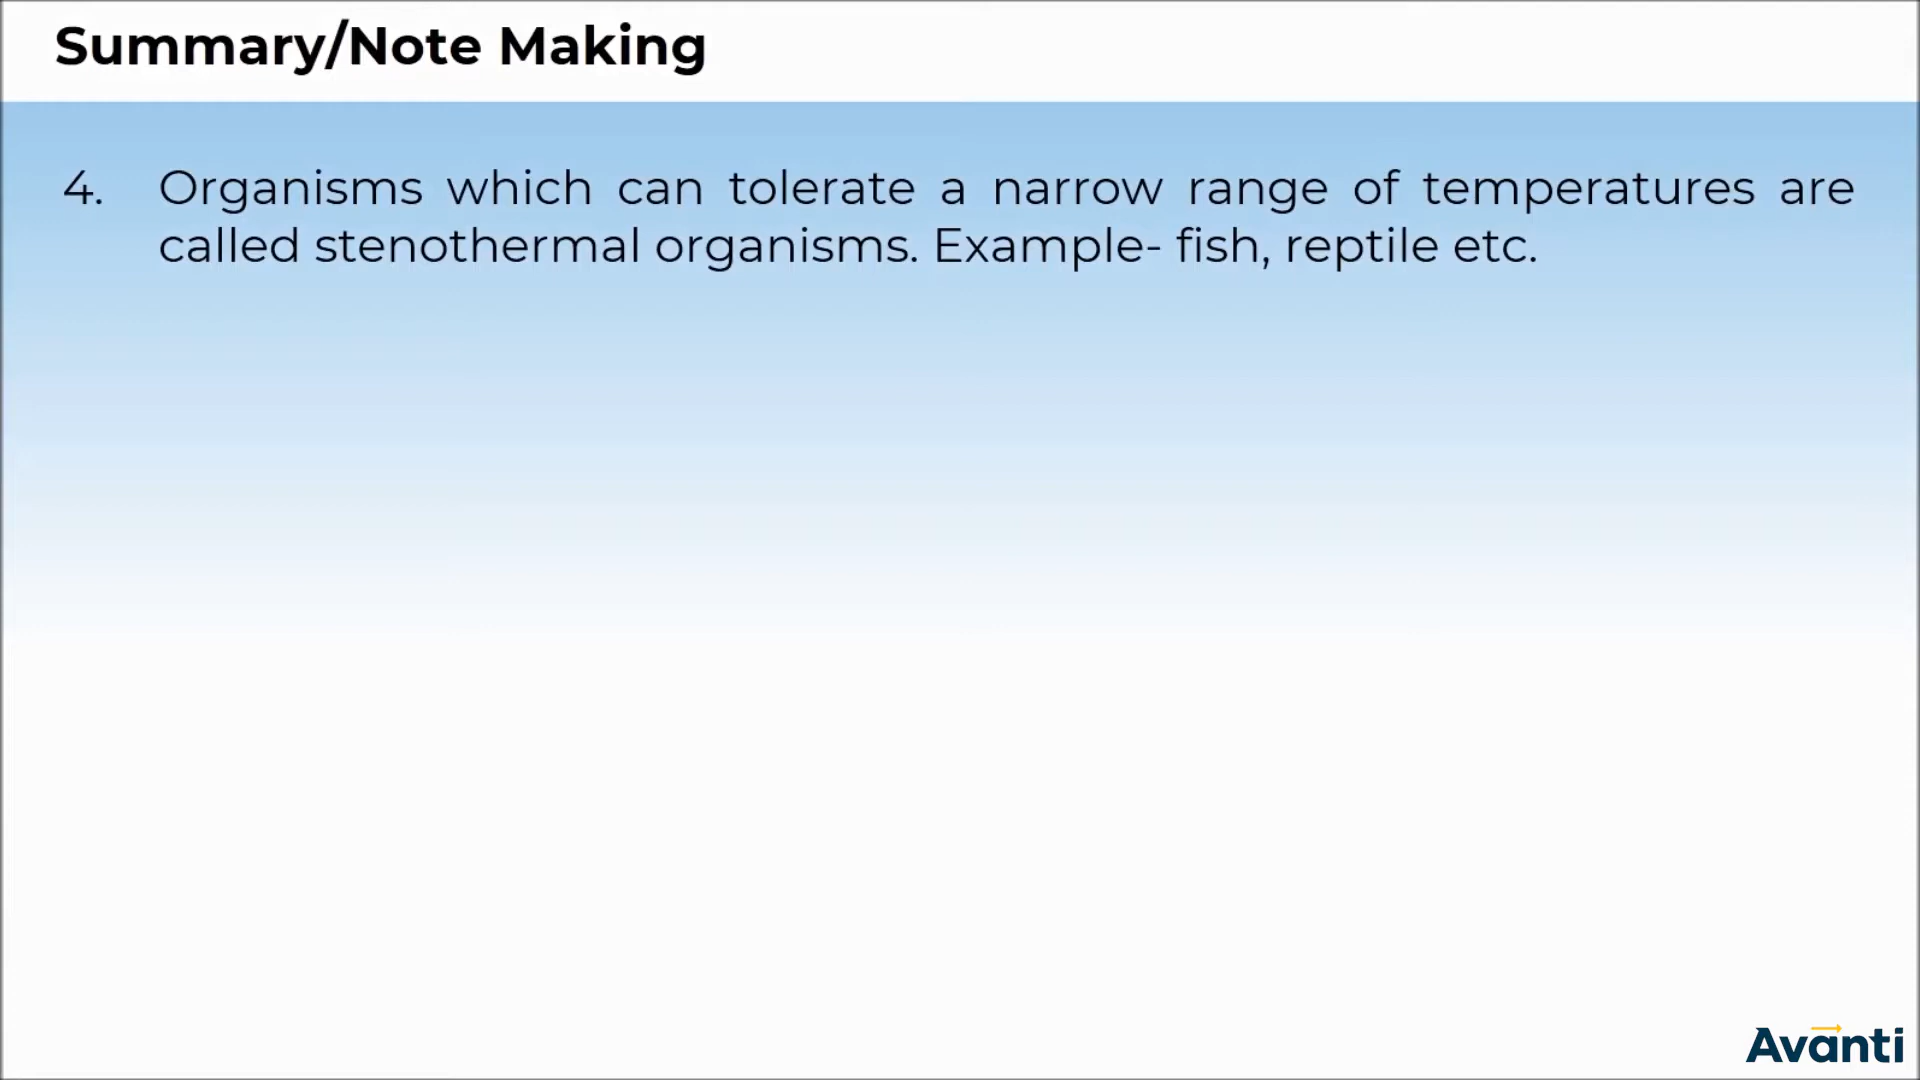 Summary/Note Making
4. Organisms which can tolerate a narrow range of temperatures are
called stenothermal organisms. Example- fish, reptile etc.
Avanti